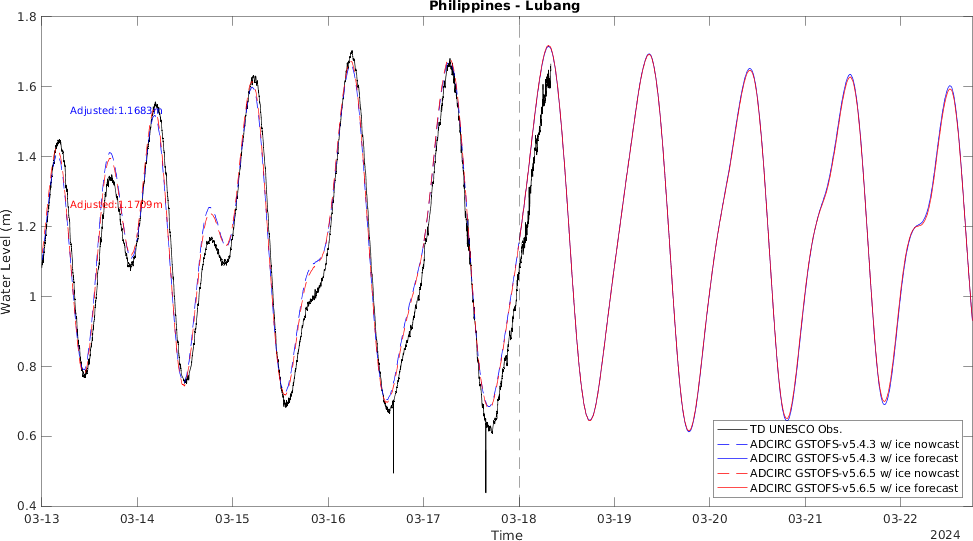 Philippines - Lubang
1.8
1.6
1.4
1.2
1
0.8
0.6
0.4
Water Level (m)
Adjusted:1.1683m
Adjusted:1.1709m
TD UNESCO Obs.
ADCIRC GSTOFS-v5.4.3 w/ ice nowcast
ADCIRC GSTOFS-v5.4.3 w/ ice forecast
ADCIRC GSTOFS-v5.6.5 w/ ice nowcast
ADCIRC GSTOFS-v5.6.5 w/ ice forecast
03-13 03-14 03-15 03-16 03-17 03-18 03-19 03-20 03-21 03-22
Time
2024